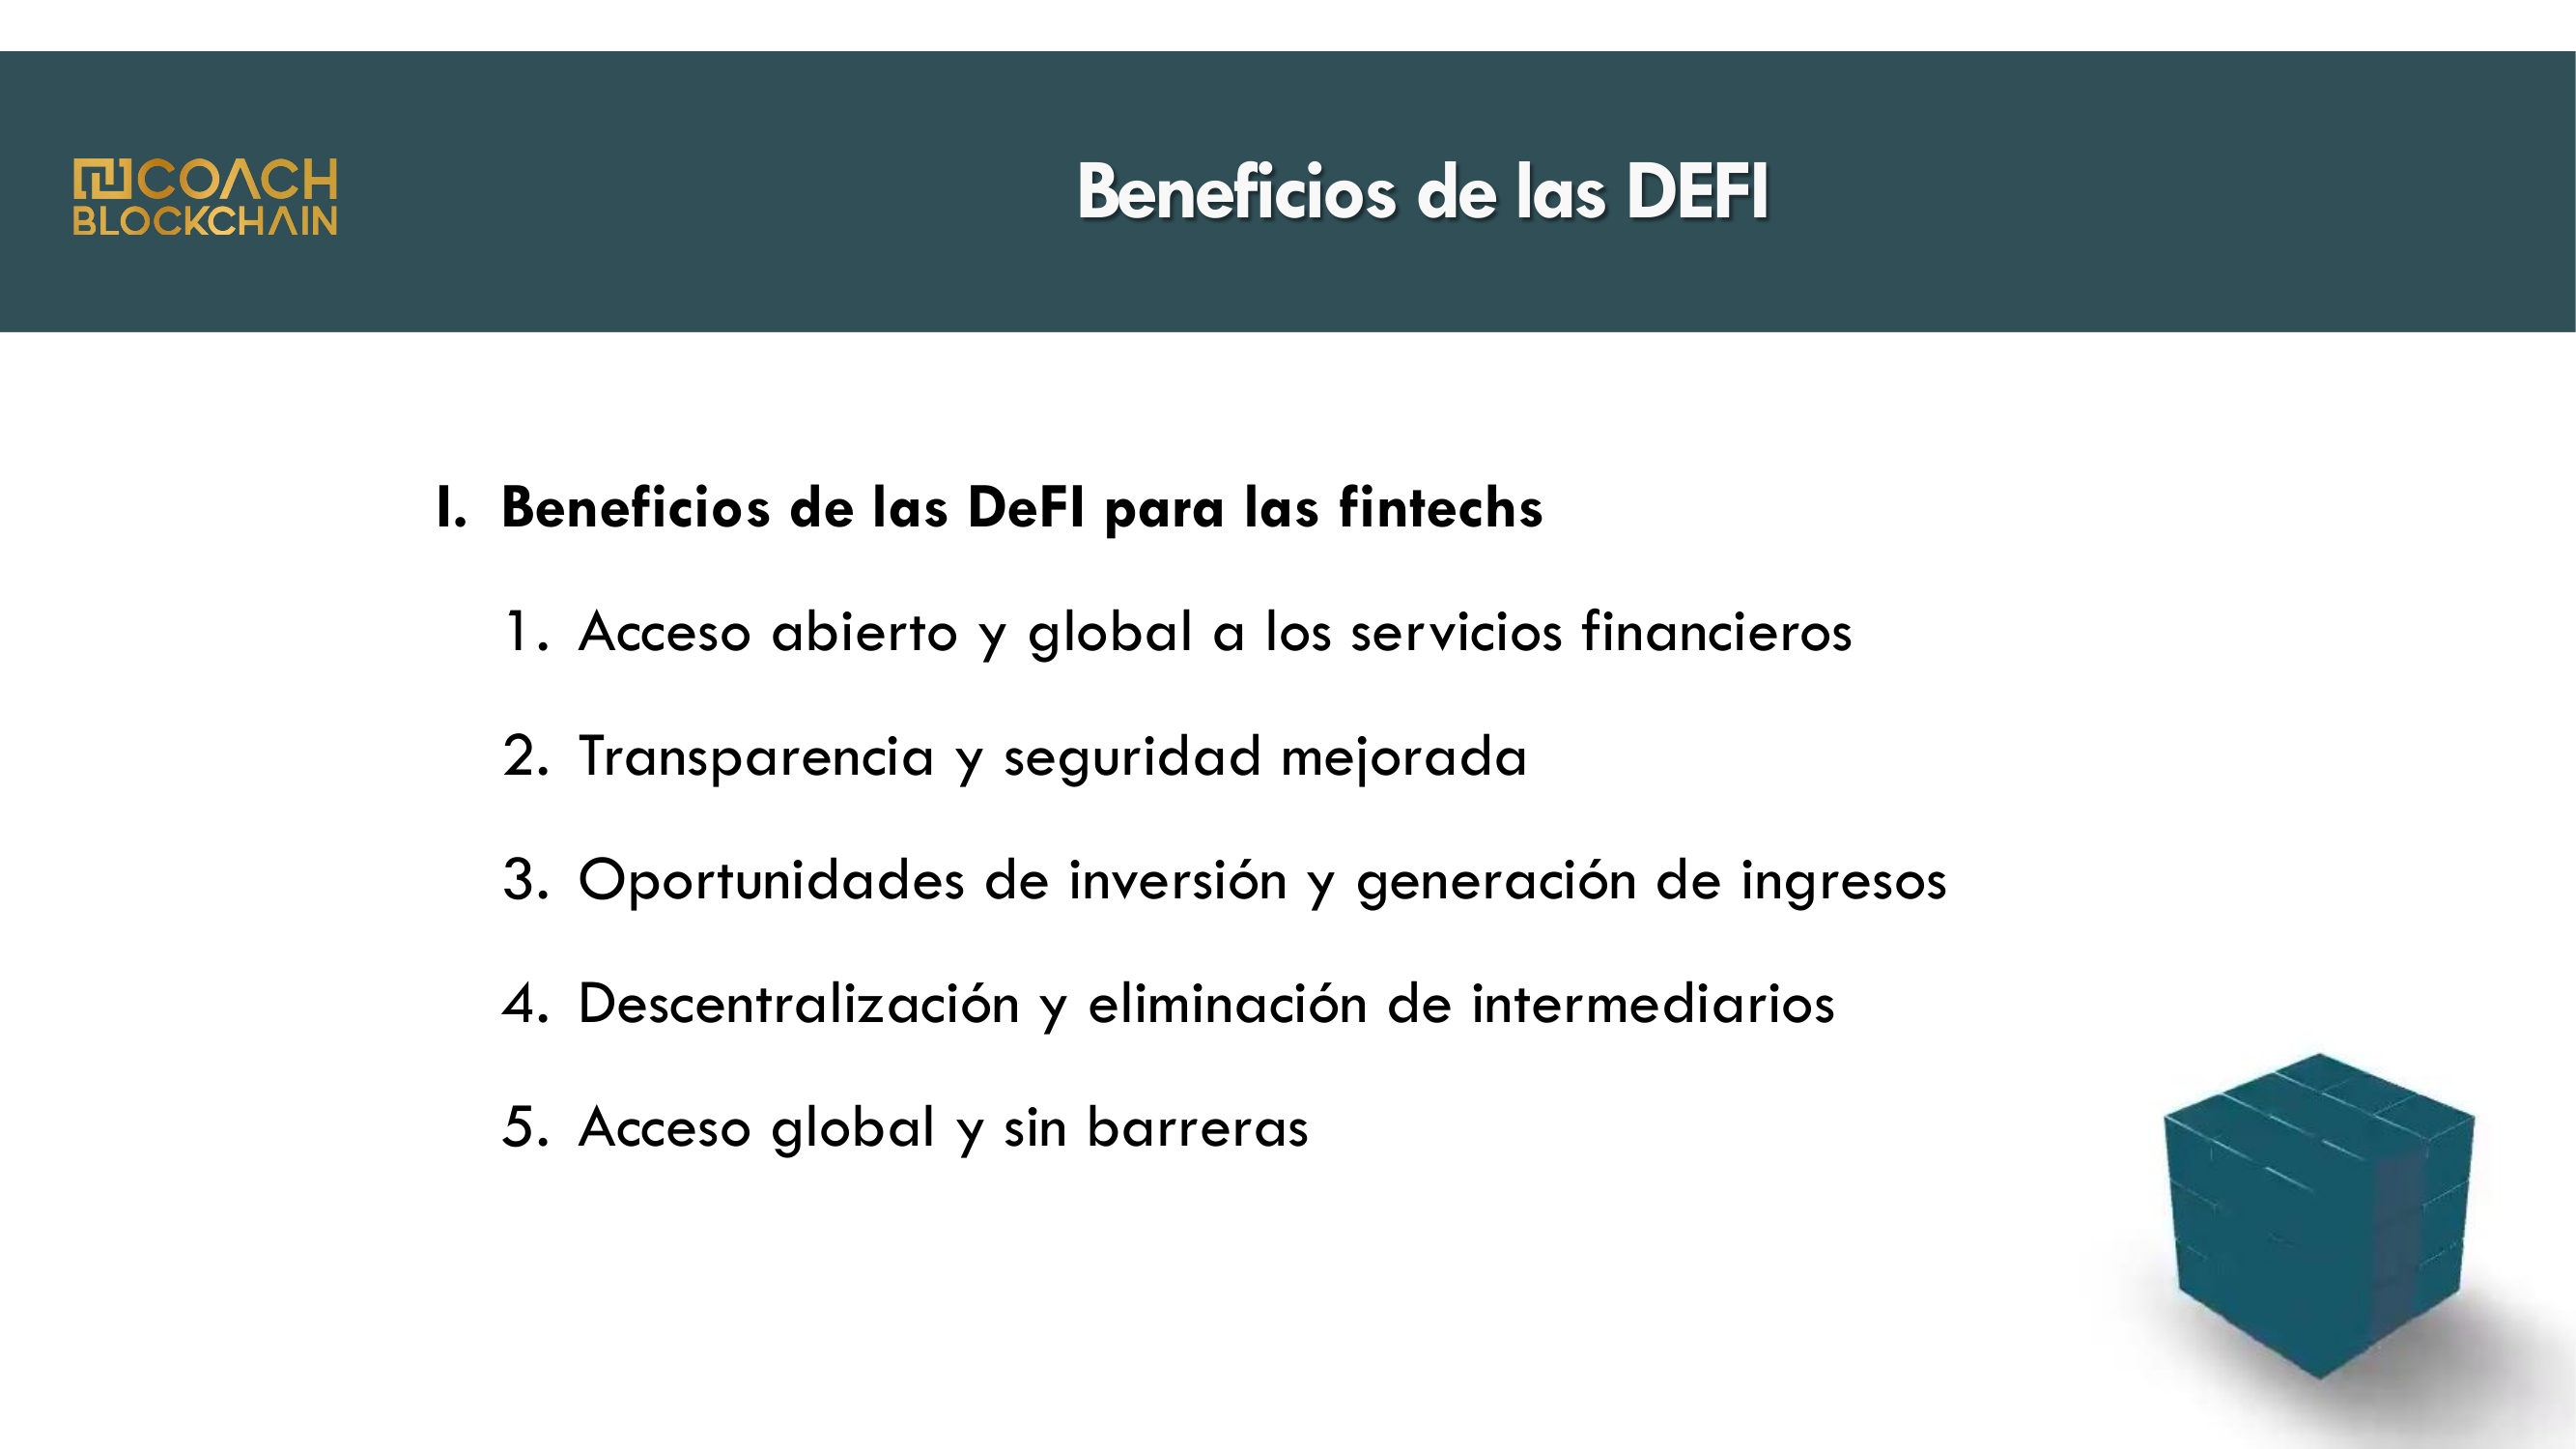 COACH
BLOCKCHAIN
Beneficios de las DEFI
I. Beneficios de las DeFI para las fintechs
1. Acceso abierto y global a los servicios financieros
2. Transparencia y seguridad mejorada
3. Oportunidades de inversión y generación de ingresos
4. Descentralización y eliminación de intermediarios
5. Acceso global y sin barreras